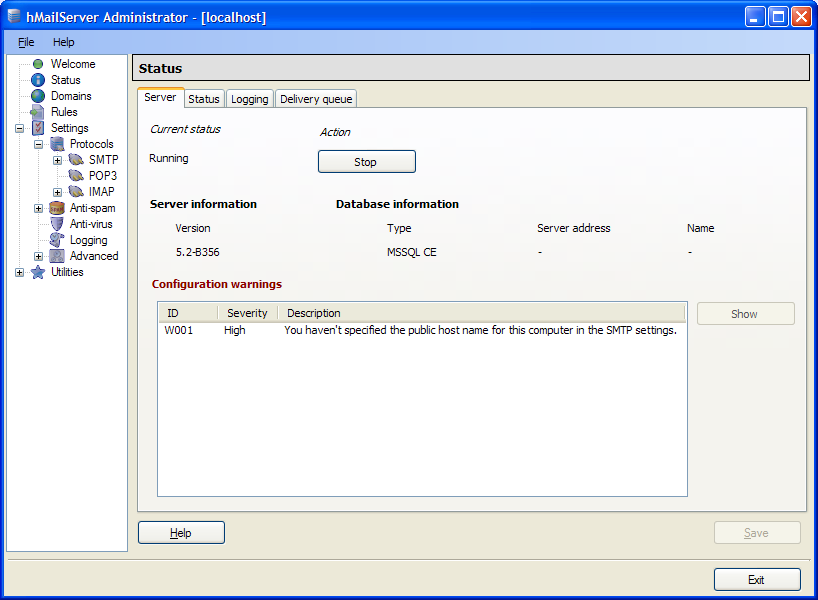 hMailServer Administrator - [localhost]
File Help
Welcome
Status
Domains
Rules
Settings
Protocols
SMTP
POP3
IMAP
Anti-spam
Anti-virus
Logging
Advanced
Utilities
Status
Server Status Logging Delivery queue
Current status Action
Running Stop
Server information Database information
Version Type Server address Name
5.2-B356 MSSQL CE - -
Configuration warnings
ID Severity Description
W001 High You haven't specified the public host name for this computer in the SMTP settings.
Show
Help Save
Exit